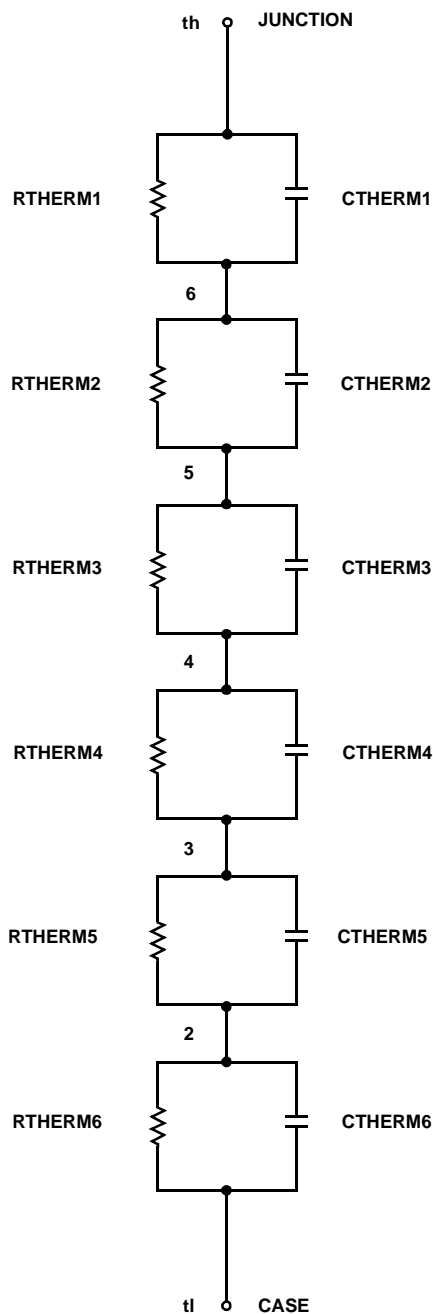 th JUNCTION
RTHERM1 CTHERM1
6
RTHERM2 CTHERM2
5
RTHERM3 CTHERM3
4
RTHERM4 CTHERM4
3
RTHERM5 CTHERM5
2
RTHERM6 CTHERM6
tl CASE